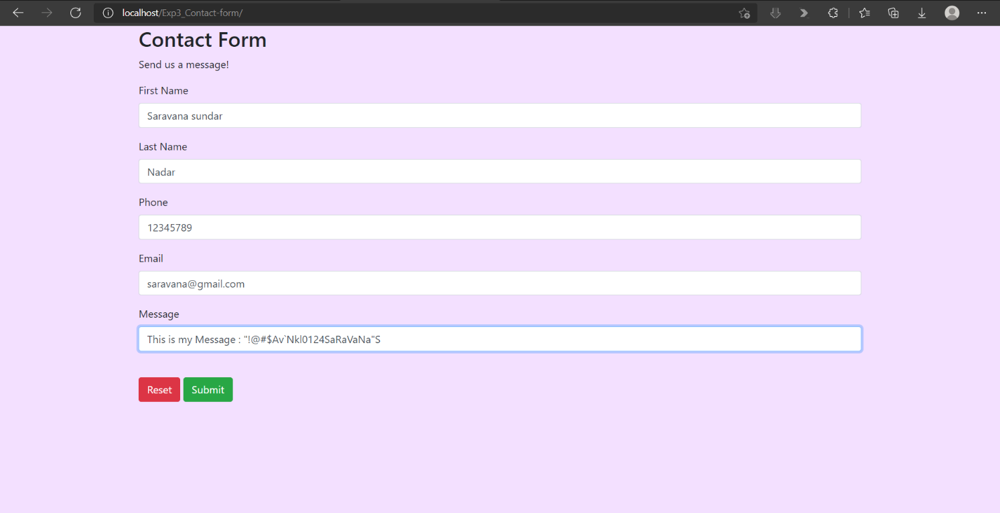 localhost/Exp3_Contact-form/
Contact Form
Send us a message!
First Name
Saravana sundar
Last Name
Nadar
Phone
12345789
Email
saravana@gmail.com
Message
This is my Message : "!@#$Av`Nkl0124SaRaVaNa"S
Reset Submit